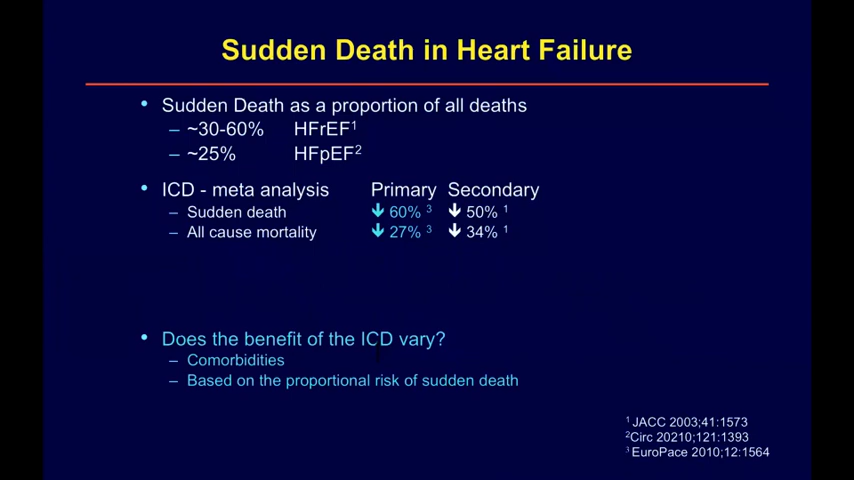 Sudden Death in Heart Failure
• Sudden Death as a proportion of all deaths
– ~30-60% HFrEF1
– ~25% HFpEF2
• ICD - meta analysis Primary Secondary
– Sudden death ↓ 60% 3 ↓ 50% 1
– All cause mortality ↓ 27% 3 ↓ 34% 1
• Does the benefit of the ICD vary?
– Comorbidities
– Based on the proportional risk of sudden death
1 JACC 2003;41:1573
2Circ 20210;121:1393
3 EuroPace 2010;12:1564